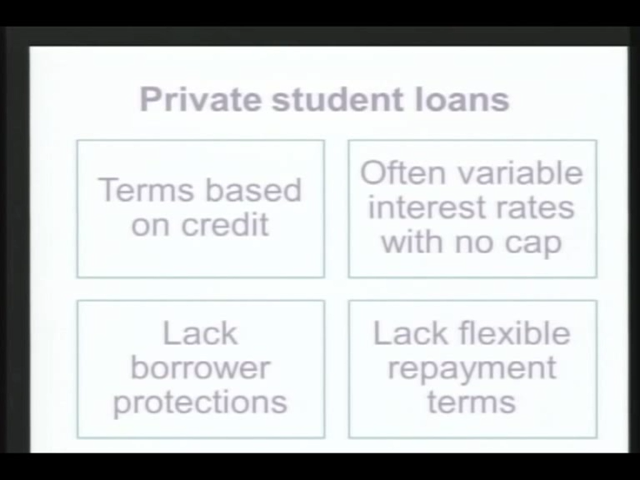 Private student loans
Terms based
on credit
Often variable
interest rates
with no cap
Lack
borrower
protections
Lack flexible
repayment
terms